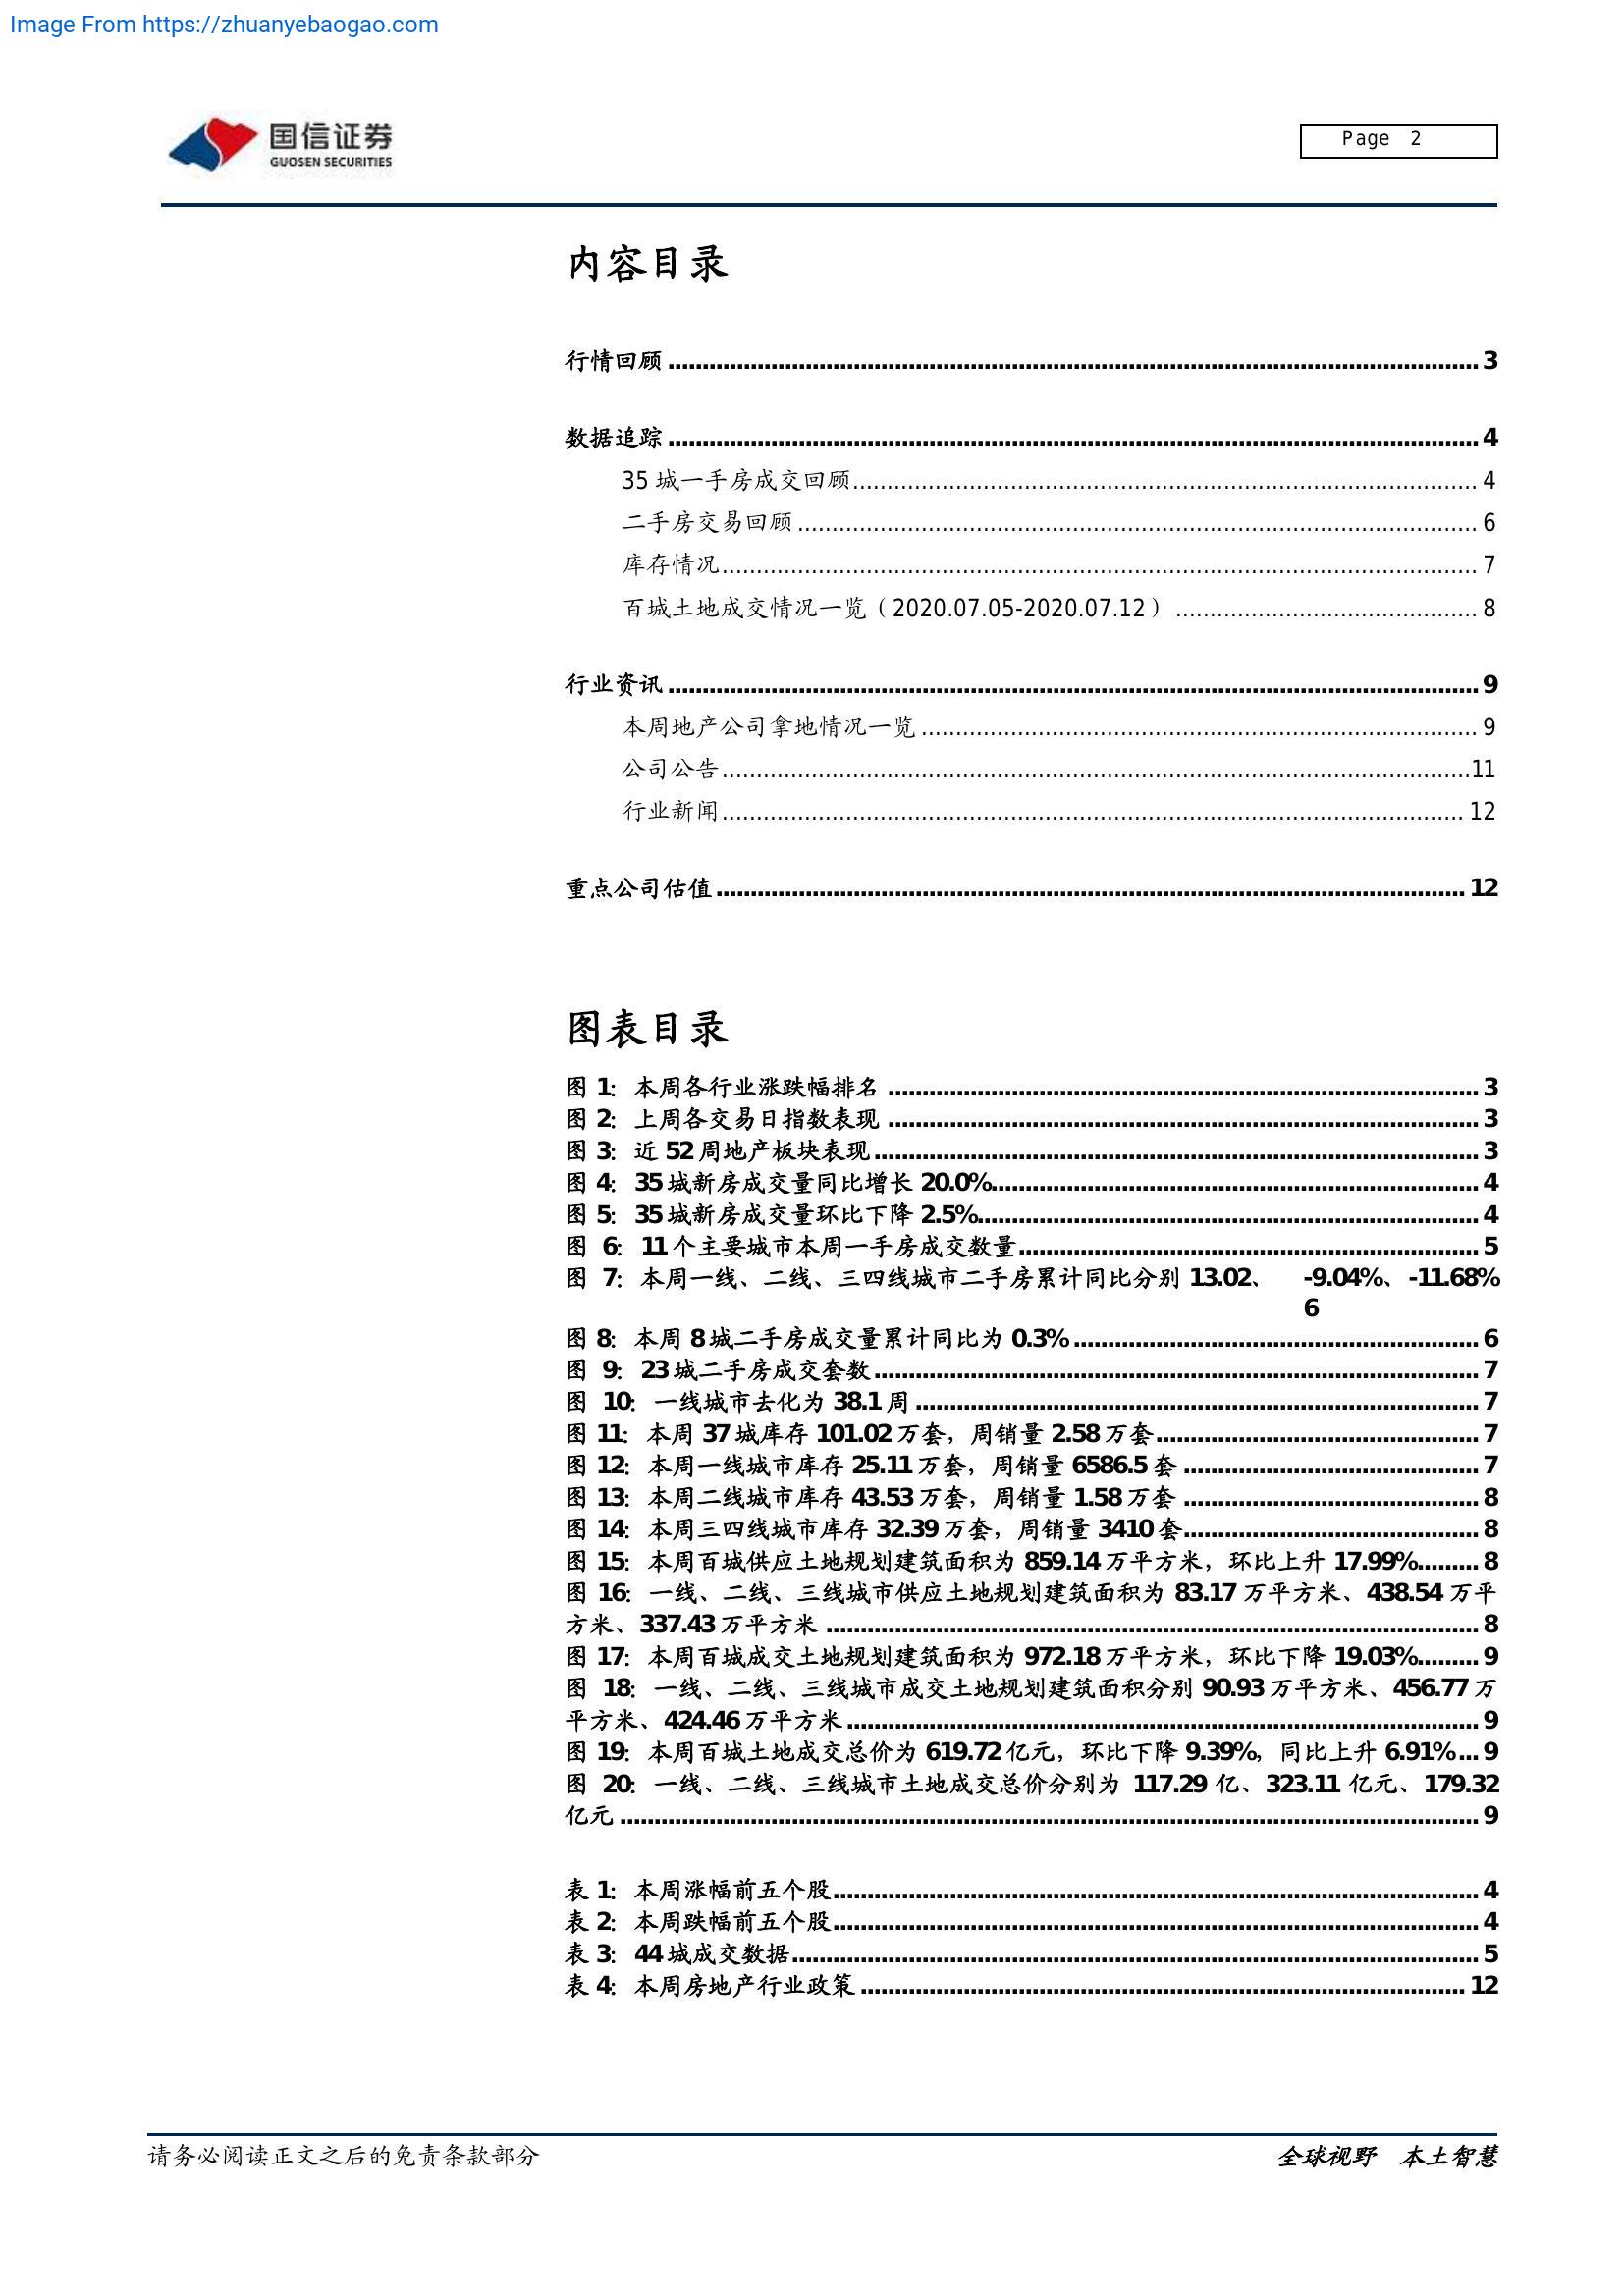 Image From https://zhuanyebaogao.com
国信证券
GUOSEN SECURITIES
Page 2
内容目录
行情回顾 ........ 3
数据追踪 ........ 4
35 城一手房成交回顾 ........ 4
二手房交易回顾 ........ 6
库存情况 ........ 7
百城土地成交情况一览（2020.07.05-2020.07.12） ........ 8
行业资讯 ........ 9
本周地产公司拿地情况一览 ........ 9
公司公告 ........ 11
行业新闻 ........ 12
重点公司估值 ........ 12
图表目录
图 1: 本周各行业涨跌幅排名 ........ 3
图 2: 上周各交易日指数表现 ........ 3
图 3: 近 52 周地产板块表现 ........ 3
图 4: 35 城新房成交量同比增长 20.0% ........ 4
图 5: 35 城新房成交量环比下降 2.5% ........ 4
图 6: 11 个主要城市本周一手房成交数量 ........ 5
图 7: 本周一线、二线、三四线城市二手房累计同比分别 13.02、 -9.04%、-11.68%
6
图 8: 本周 8 城二手房成交量累计同比为 0.3% ........ 6
图 9: 23 城二手房成交套数 ........ 7
图 10: 一线城市去化为 38.1 周 ........ 7
图 11: 本周 37 城库存 101.02 万套，周销量 2.58 万套 ........ 7
图 12: 本周一线城市库存 25.11 万套，周销量 6586.5 套 ........ 7
图 13: 本周二线城市库存 43.53 万套，周销量 1.58 万套 ........ 8
图 14: 本周三四线城市库存 32.39 万套，周销量 3410 套 ........ 8
图 15: 本周百城供应土地规划建筑面积为 859.14 万平方米，环比上升 17.99% ........ 8
图 16: 一线、二线、三线城市供应土地规划建筑面积为 83.17 万平方米、438.54 万平
方米、337.43 万平方米 ........ 8
图 17: 本周百城成交土地规划建筑面积为 972.18 万平方米，环比下降 19.03% ........ 9
图 18: 一线、二线、三线城市成交土地规划建筑面积分别 90.93 万平方米、456.77 万
平方米、424.46 万平方米 ........ 9
图 19: 本周百城土地成交总价为 619.72 亿元，环比下降 9.39%，同比上升 6.91% ... 9
图 20: 一线、二线、三线城市土地成交总价分别为 117.29 亿、323.11 亿元、179.32
亿元 ........ 9
表 1: 本周涨幅前五个股 ........ 4
表 2: 本周跌幅前五个股 ........ 4
表 3: 44 城成交数据 ........ 5
表 4: 本周房地产行业政策 ........ 12
请务必阅读正文之后的免责条款部分
全球视野 本土智慧